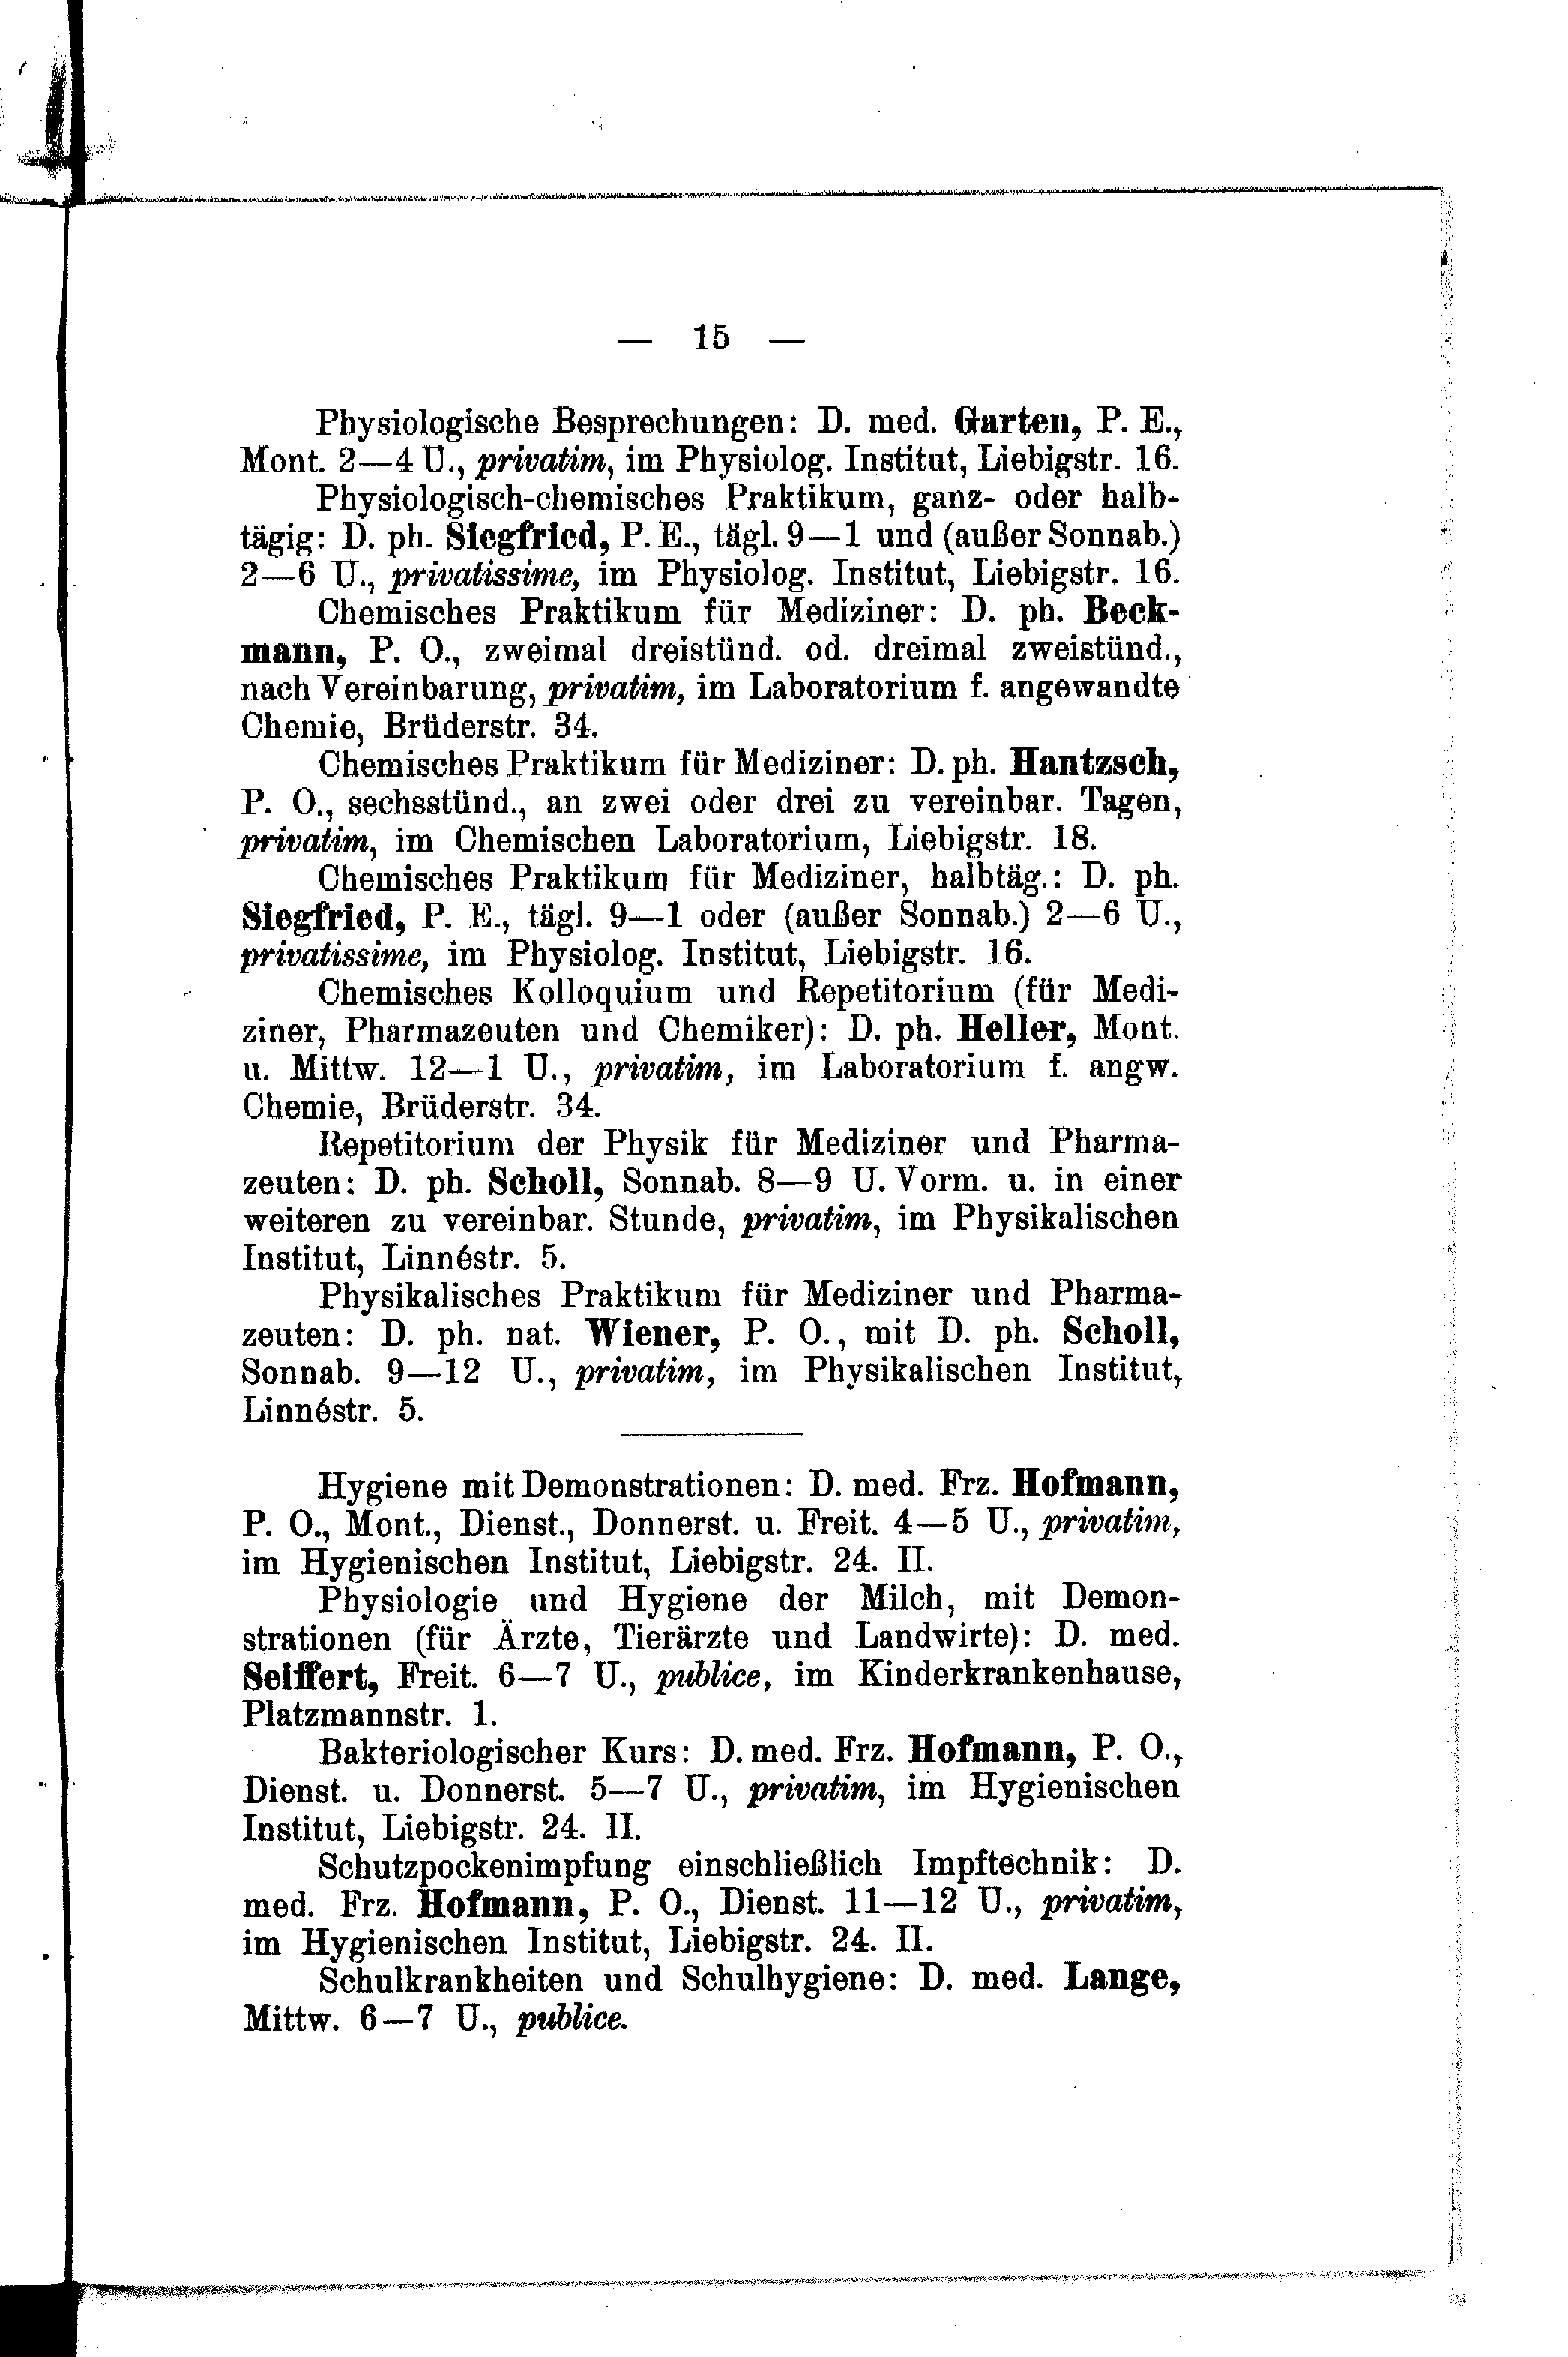 — 15 —
Physiologische Besprechungen: D. med. Garten, P. E.,
Mont. 2—4 U., privatim, im Physiolog. Institut, Liebigstr. 16.
Physiologisch-chemisches Praktikum, ganz- oder halb-
tägig: D. ph. Siegfried, P. E., tägl. 9—1 und (außer Sonnab.)
2—6 U., privatissime, im Physiolog. Institut, Liebigstr. 16.
Chemisches Praktikum für Mediziner: D. ph. Beck-
mann, P. O., zweimal dreistünd. od. dreimal zweistünd.,
nach Vereinbarung, privatim, im Laboratorium f. angewandte
Chemie, Brüderstr. 34.
Chemisches Praktikum für Mediziner: D. ph. Hantzsch,
P. O., sechsstünd., an zwei oder drei zu vereinbar. Tagen,
privatim, im Chemischen Laboratorium, Liebigstr. 18.
Chemisches Praktikum für Mediziner, halbtäg.: D. ph.
Siegfried, P. E., tägl. 9—1 oder (außer Sonnab.) 2—6 U.,
privatissime, im Physiolog. Institut, Liebigstr. 16.
Chemisches Kolloquium und Repetitorium (für Medi-
ziner, Pharmazeuten und Chemiker): D. ph. Heller, Mont.
u. Mittw. 12—1 U., privatim, im Laboratorium f. angw.
Chemie, Brüderstr. 34.
Repetitorium der Physik für Mediziner und Pharma-
zeuten: D. ph. Scholl, Sonnab. 8—9 U. Vorm. u. in einer
weiteren zu vereinbar. Stunde, privatim, im Physikalischen
Institut, Linnéstr. 5.
Physikalisches Praktikum für Mediziner und Pharma-
zeuten: D. ph. nat. Wiener, P. O., mit D. ph. Scholl,
Sonnab. 9—12 U., privatim, im Physikalischen Institut,
Linnéstr. 5.
Hygiene mit Demonstrationen: D. med. Frz. Hofmann,
P. O., Mont., Dienst., Donnerst. u. Freit. 4—5 U., privatim,
im Hygienischen Institut, Liebigstr. 24. II.
Physiologie und Hygiene der Milch, mit Demon-
strationen (für Ärzte, Tierärzte und Landwirte): D. med.
Seiffert, Freit. 6—7 U., publice, im Kinderkrankenhause,
Platzmannstr. 1.
Bakteriologischer Kurs: D. med. Frz. Hofmann, P. O.,
Dienst. u. Donnerst. 5—7 U., privatim, im Hygienischen
Institut, Liebigstr. 24. II.
Schutzpockenimpfung einschließlich Impftechnik: D.
med. Frz. Hofmann, P. O., Dienst. 11—12 U., privatim,
im Hygienischen Institut, Liebigstr. 24. II.
Schulkrankheiten und Schulhygiene: D. med. Lange,
Mittw. 6—7 U., publice.